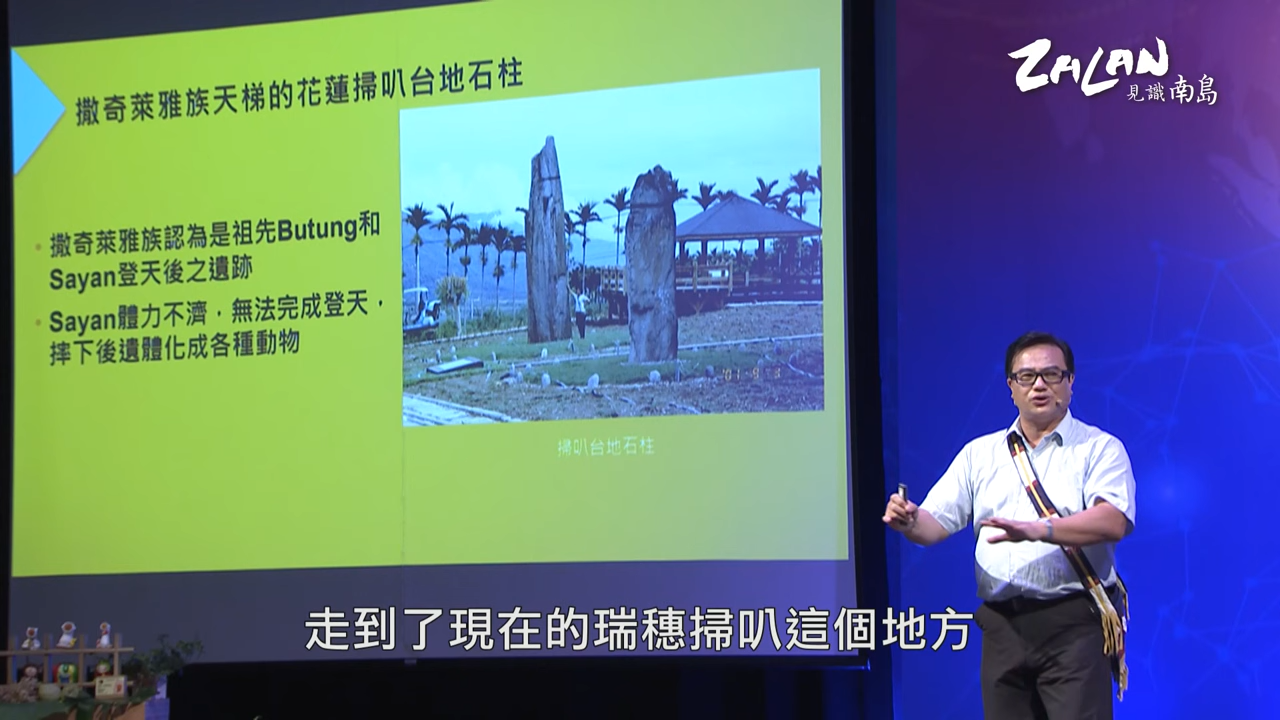 撒奇萊雅族天梯的花蓮掃叭台地石柱
ZALAN
見識南島
撒奇萊雅族認為是祖先Butung和
Sayan登天後之遺跡
Sayan體力不濟，無法完成登天，
摔下後遺體化成各種動物
'01 9 3
掃叭台地石柱
走到了現在的瑞穗掃叭這個地方